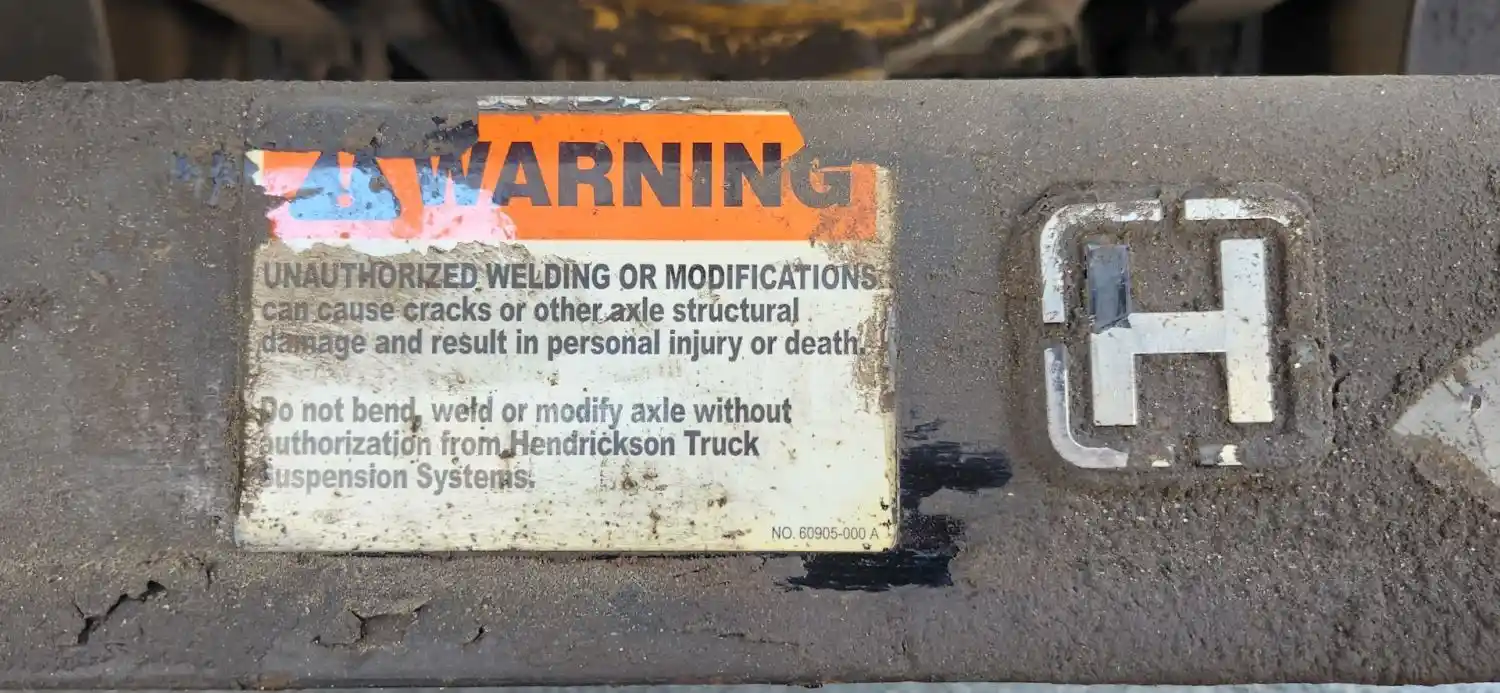 WARNING
UNAUTHORIZED WELDING OR MODIFICATIONS
can cause cracks or other axle structural
damage and result in personal injury or death.
Do not bend, weld or modify axle without
authorization from Hendrickson Truck
Suspension Systems.
NO. 60905-000 A
H